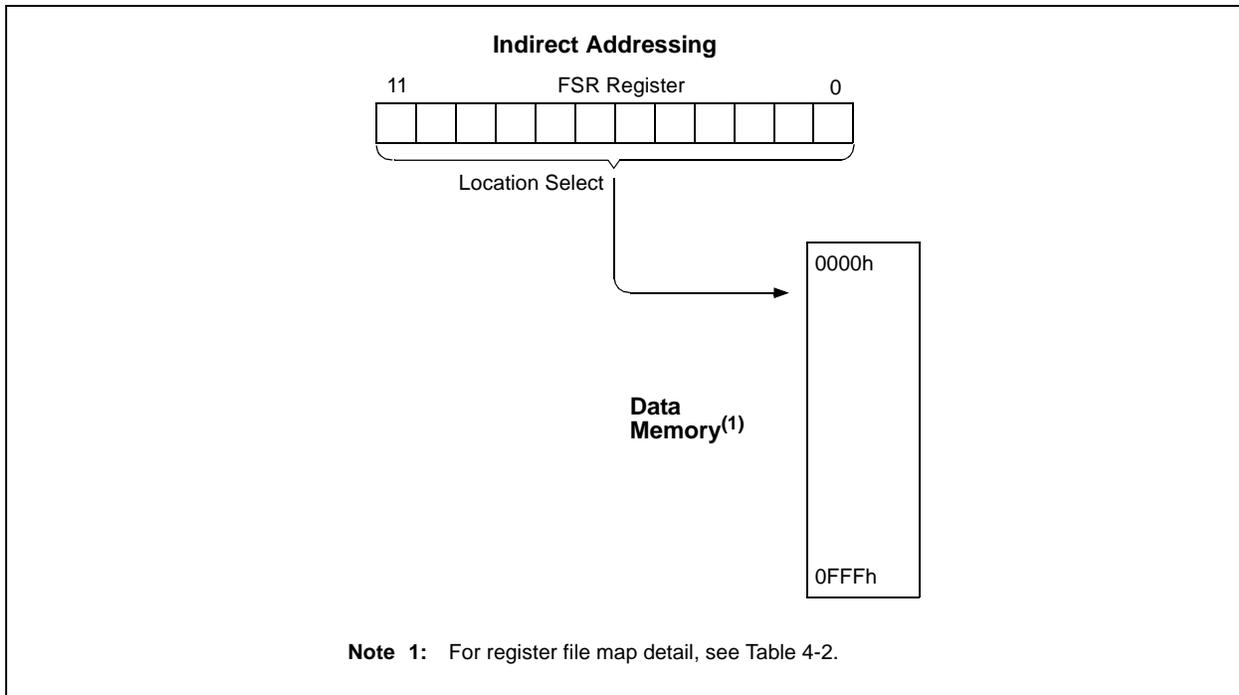 Indirect Addressing
11 FSR Register 0
Location Select
0000h
Data
Memory(1)
0FFFh
Note 1: For register file map detail, see Table 4-2.